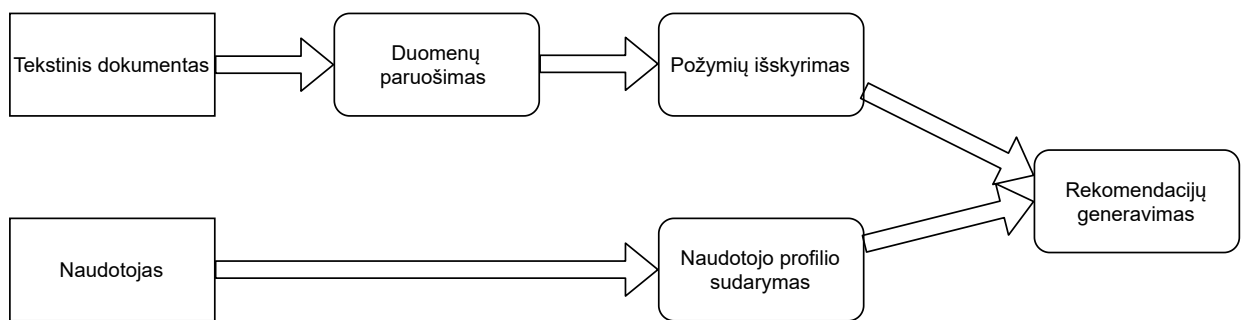 Tekstinis dokumentas
Duomenų
paruošimas
Požymių išskyrimas
Rekomendacijų
generavimas
Naudotojas
Naudotojo profilio
sudarymas